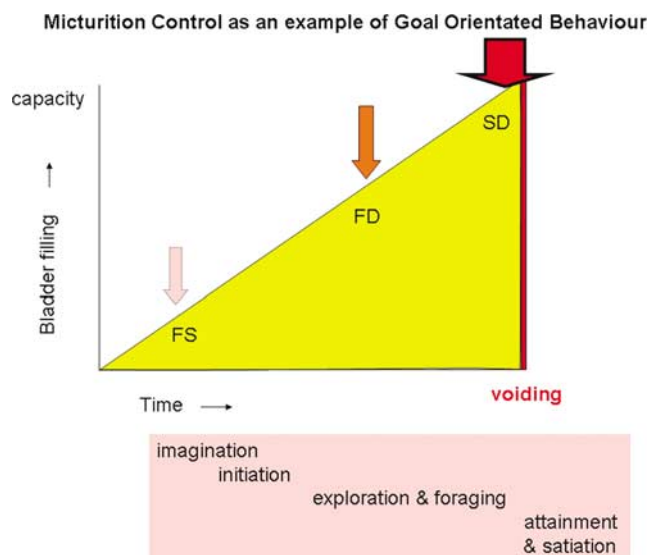 Micturition Control as an example of Goal Orientated Behaviour
capacity
SD
FD
Bladder filling
FS
voiding
Time
imagination
initiation
exploration & foraging
attainment
& satiation